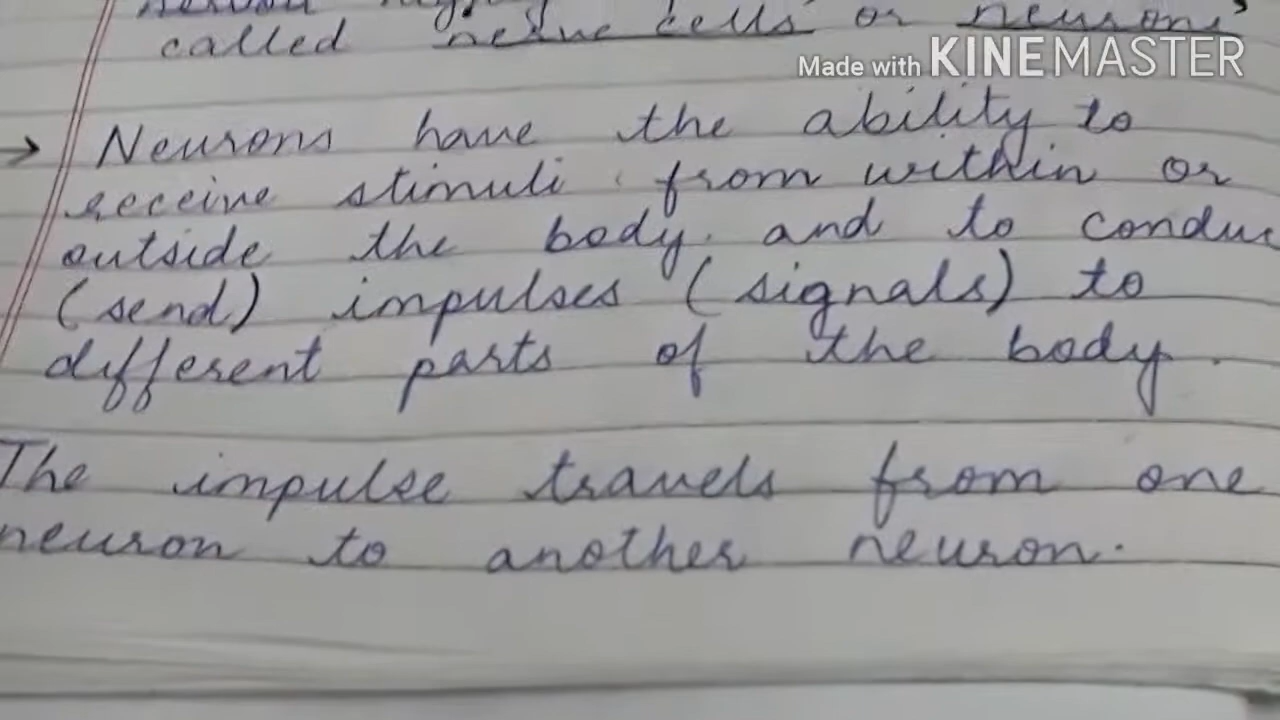 called nerve cells or neurons
Made with KINEMASTER
→ Neurons have the ability to
receive stimuli from within or
outside the body and to conduc
(send) impulses (signals) to
different parts of the body.
The impulse travels from one
neuron to another neuron.